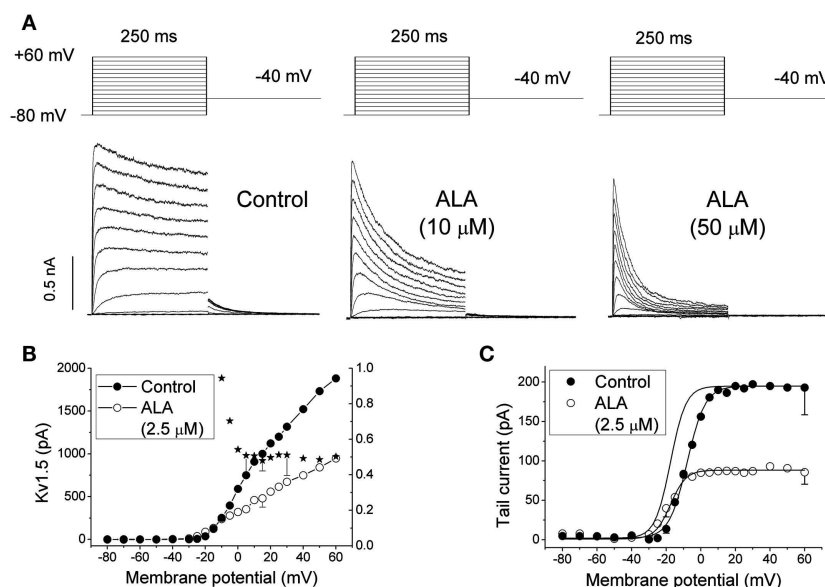 A
250 ms
250 ms
250 ms
+60 mV
-80 mV
-40 mV
-40 mV
-40 mV
Control
ALA
(10 μM)
ALA
(50 μM)
0.5 nA
B
Control
ALA
(2.5 μM)
Kv1.5 (pA)
2000
1500
1000
500
0
1.0
0.8
0.6
0.4
0.2
0.0
-80 -60 -40 -20 0 20 40 60
Membrane potential (mV)
C
Control
ALA
(2.5 μM)
Tail current (pA)
200
150
100
50
0
-80 -60 -40 -20 0 20 40 60
Membrane potential (mV)